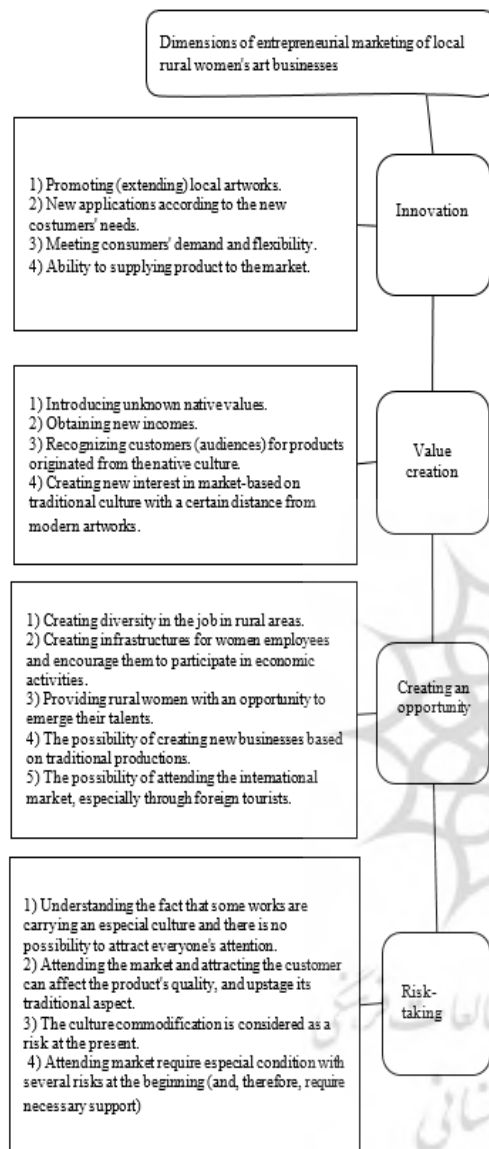 Dimensions of entrepreneurial marketing of local
rural women's art businesses
1) Promoting (extending) local artworks.
2) New applications according to the new
costumers' needs.
3) Meeting consumers' demand and flexibility.
4) Ability to supplying product to the market.
Innovation
1) Introducing unknown native values.
2) Obtaining new incomes.
3) Recognizing customers (audiences) for products
originated from the native culture.
4) Creating new interest in market-based on
traditional culture with a certain distance from
modern artworks.
Value
creation
1) Creating diversity in the job in rural areas.
2) Creating infrastructures for women employees
and encourage them to participate in economic
activities.
3) Providing rural women with an opportunity to
emerge their talents.
4) The possibility of creating new businesses based
on traditional productions.
5) The possibility of attending the international
market, especially through foreign tourists.
Creating an
opportunity
1) Understanding the fact that some works are
carrying an especial culture and there is no
possibility to attract everyone's attention.
2) Attending the market and attracting the customer
can affect the product's quality, and upstage its
traditional aspect.
3) The culture commodification is considered as a
risk at the present.
4) Attending market require especial condition with
several risks at the beginning (and, therefore, require
necessary support)
Risk-
taking